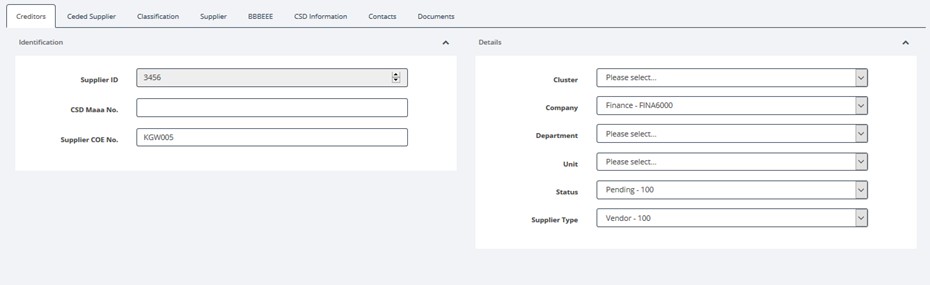 Creditors Ceded Supplier Classification Supplier BBBEEE CSD Information Contacts Documents
Identification
Supplier ID 3456
CSD Maaa No.
Supplier COE No. KGW005
Details
Cluster Please select...
Company Finance - FINA6000
Department Please select...
Unit Please select...
Status Pending - 100
Supplier Type Vendor - 100